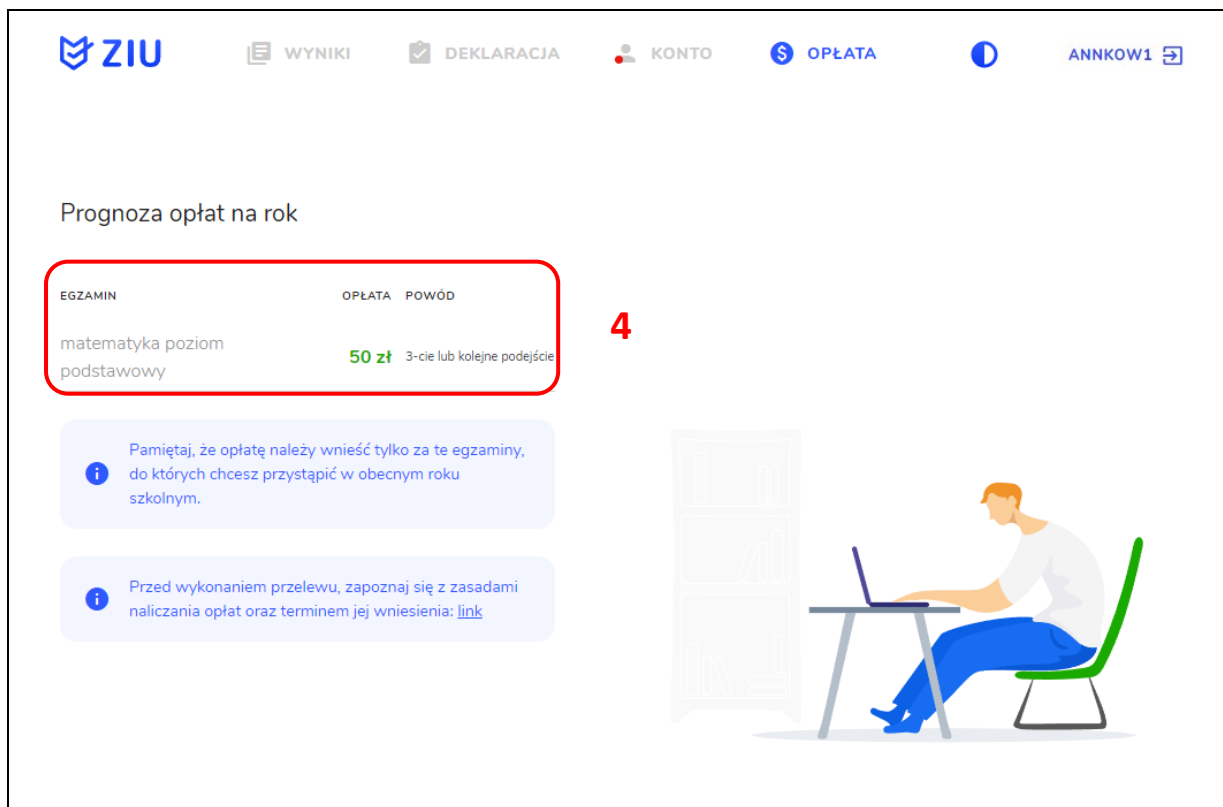 ZIU WYNIKI DEKLARACJA KONTO OPŁATA ANNKOW1
Prognoza opłat na rok
EGZAMIN OPŁATA POWÓD
matematyka poziom
podstawowy
50 zł 3-cie lub kolejne podejście
4
Pamiętaj, że opłatę należy wnieść tylko za te egzaminy,
do których chcesz przystąpić w obecnym roku
szkolnym.
Przed wykonaniem przelewu, zapoznaj się z zasadami
naliczania opłat oraz terminem jej wniesienia: link